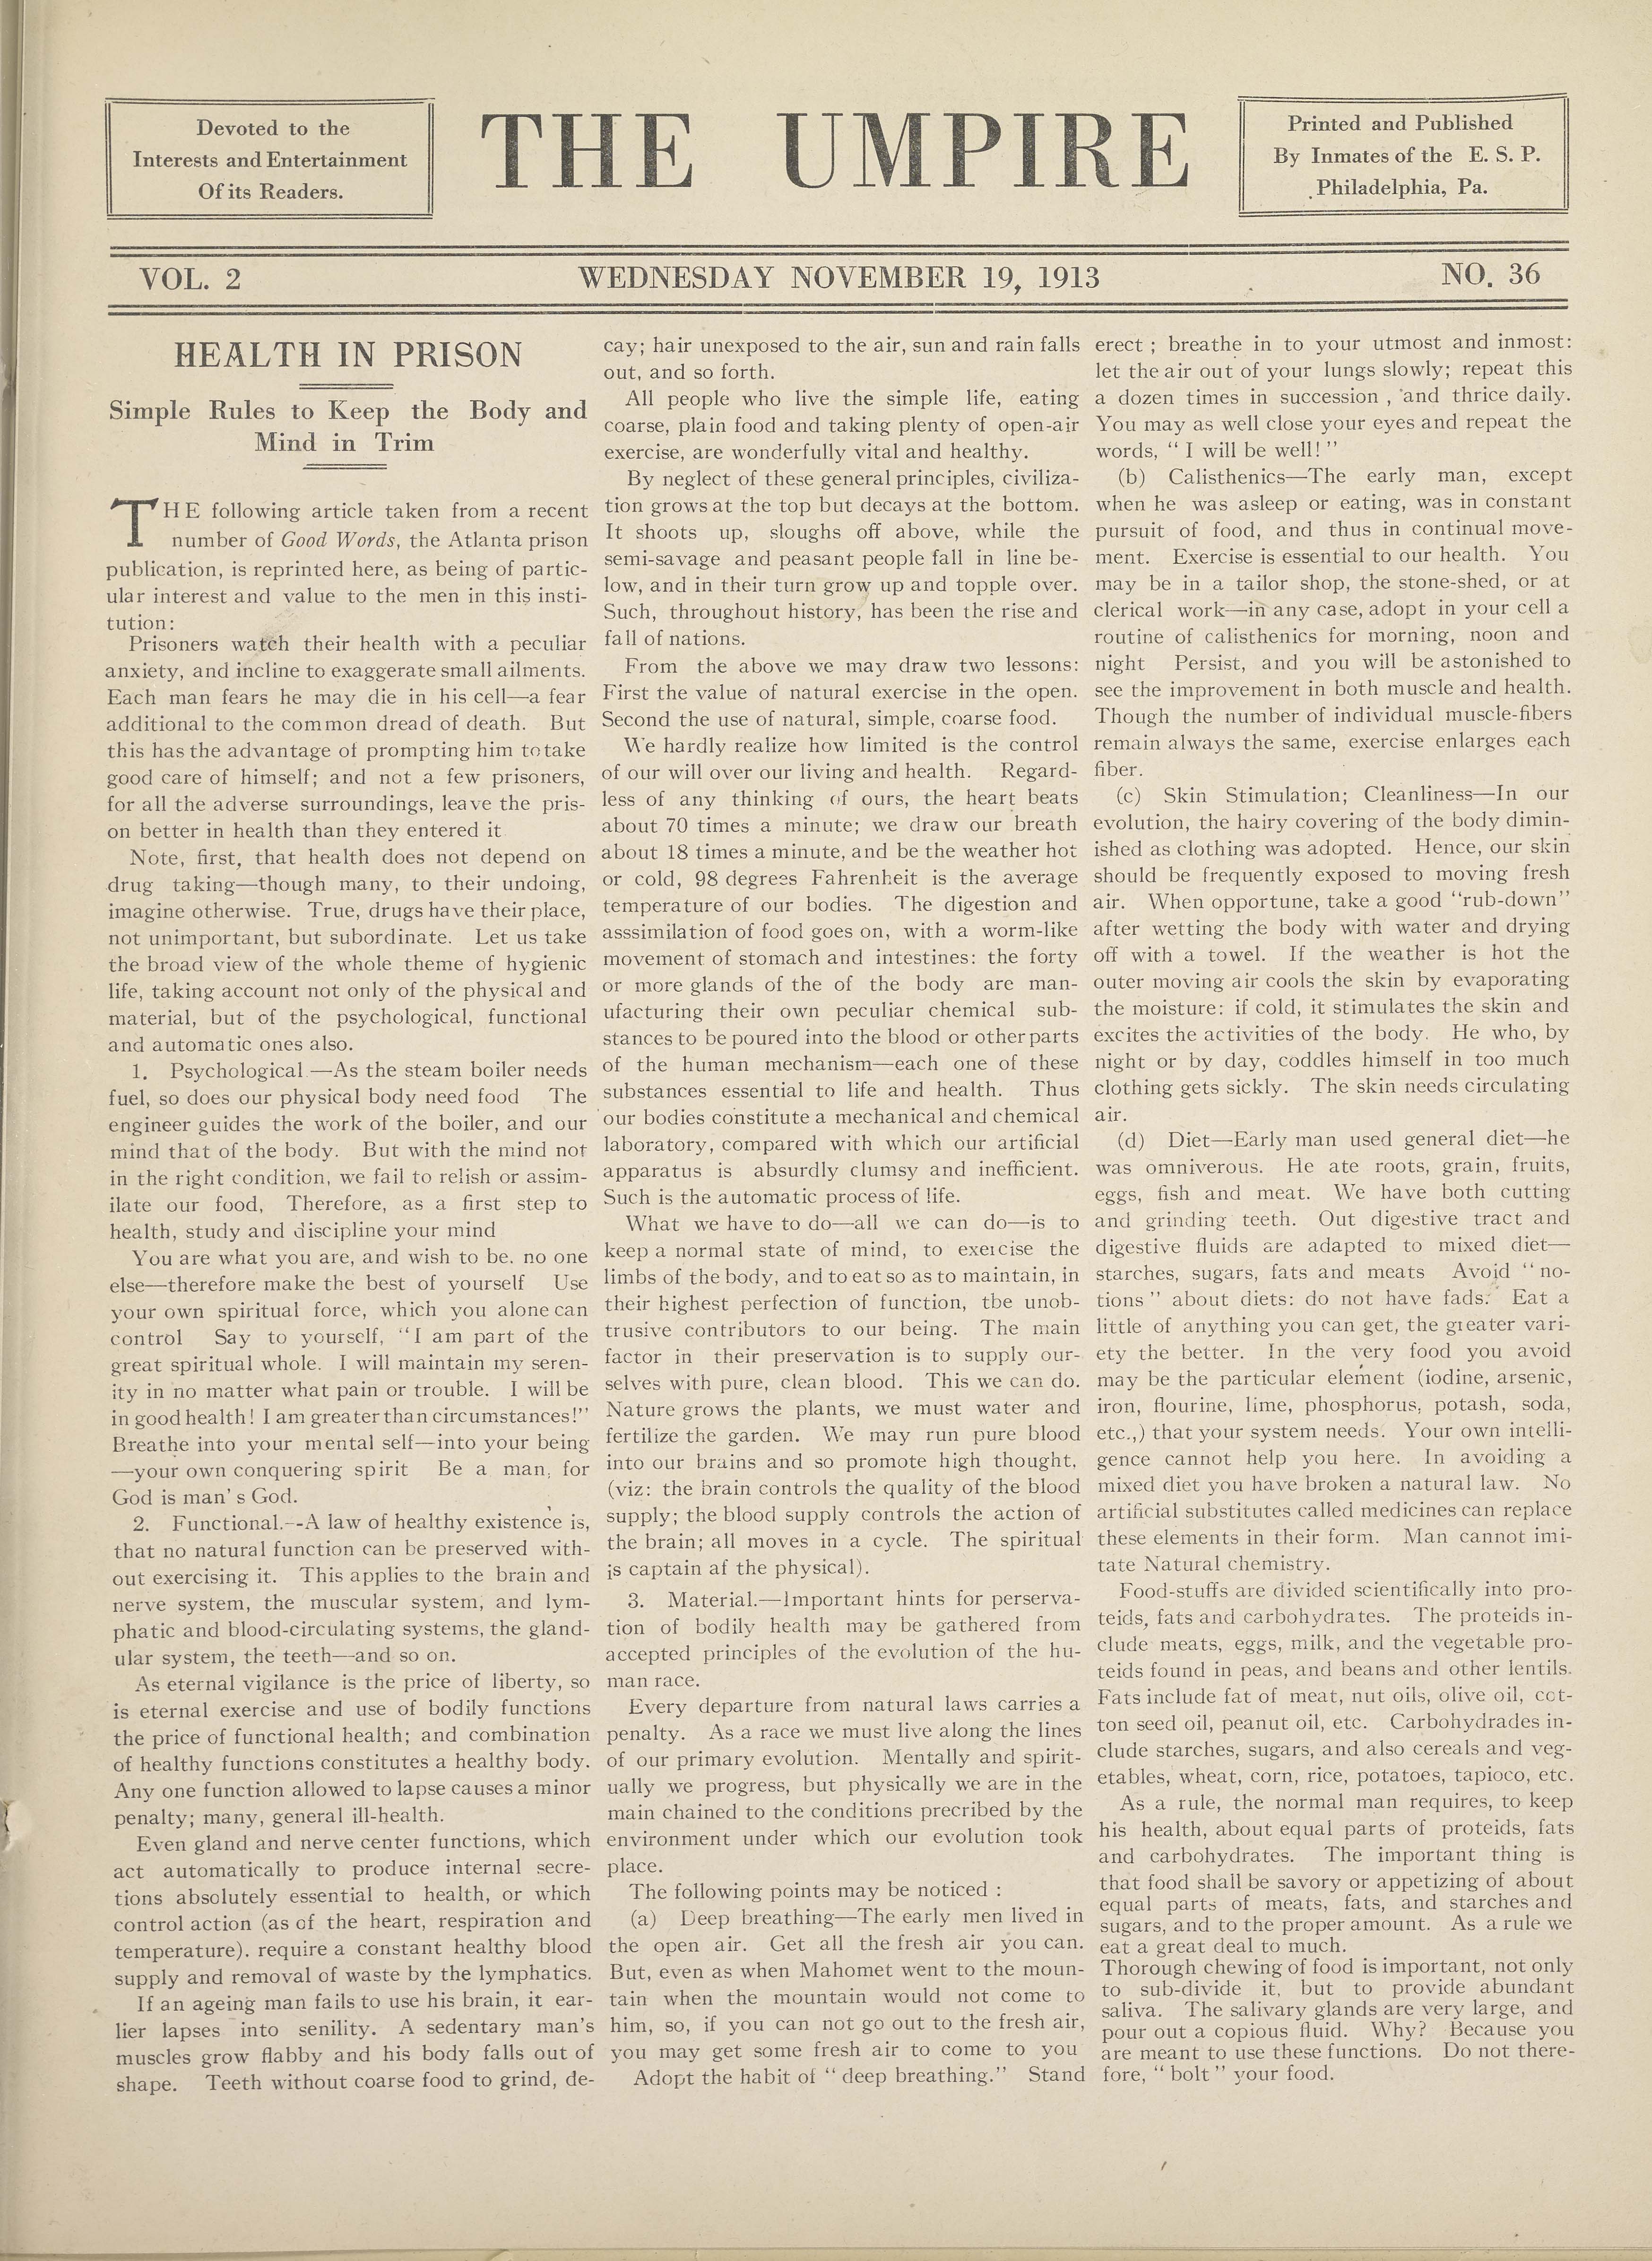 Devoted to the
Interests and Entertainment
Of its Readers.
THE UMPIRE
Printed and Published
By Inmates of the E. S. P.
Philadelphia, Pa.
VOL. 2
WEDNESDAY NOVEMBER 19, 1913
NO. 36
HEALTH IN PRISON
Simple Rules to Keep the Body and
Mind in Trim
THE following article taken from a recent
number of Good Words, the Atlanta prison
publication, is reprinted here, as being of partic-
ular interest and value to the men in this insti-
tution:
Prisoners watch their health with a peculiar
anxiety, and incline to exaggerate small ailments.
Each man fears he may die in his cell—a fear
additional to the common dread of death. But
this has the advantage of prompting him to take
good care of himself; and not a few prisoners,
for all the adverse surroundings, leave the pris-
on better in health than they entered it
Note, first, that health does not depend on
drug taking—though many, to their undoing,
imagine otherwise. True, drugs have their place,
not unimportant, but subordinate. Let us take
the broad view of the whole theme of hygienic
life, taking account not only of the physical and
material, but of the psychological, functional
and automatic ones also.
1. Psychological.—As the steam boiler needs
fuel, so does our physical body need food The
engineer guides the work of the boiler, and our
mind that of the body. But with the mind not
in the right condition, we fail to relish or assim-
ilate our food, Therefore, as a first step to
health, study and discipline your mind
You are what you are, and wish to be. no one
else—therefore make the best of yourself Use
your own spiritual force, which you alone can
control Say to yourself, "I am part of the
great spiritual whole. I will maintain my seren-
ity in no matter what pain or trouble. I will be
in good health! I am greater than circumstances!"
Breathe into your mental self—into your being
—your own conquering spirit Be a man, for
God is man's God.
2. Functional.--A law of healthy existence is,
that no natural function can be preserved with-
out exercising it. This applies to the brain and
nerve system, the muscular system, and lym-
phatic and blood-circulating systems, the gland-
ular system, the teeth—and so on.
As eternal vigilance is the price of liberty, so
is eternal exercise and use of bodily functions
the price of functional health; and combination
of healthy functions constitutes a healthy body.
Any one function allowed to lapse causes a minor
penalty; many, general ill-health.
Even gland and nerve center functions, which
act automatically to produce internal secre-
tions absolutely essential to health, or which
control action (as of the heart, respiration and
temperature). require a constant healthy blood
supply and removal of waste by the lymphatics.
If an ageing man fails to use his brain, it ear-
lier lapses into senility. A sedentary man's
muscles grow flabby and his body falls out of
shape. Teeth without coarse food to grind, de-
cay; hair unexposed to the air, sun and rain falls
out, and so forth.
All people who live the simple life, eating
coarse, plain food and taking plenty of open-air
exercise, are wonderfully vital and healthy.
By neglect of these general principles, civiliza-
tion grows at the top but decays at the bottom.
It shoots up, sloughs off above, while the
semi-savage and peasant people fall in line be-
low, and in their turn grow up and topple over.
Such, throughout history, has been the rise and
fall of nations.
From the above we may draw two lessons:
First the value of natural exercise in the open.
Second the use of natural, simple, coarse food.
We hardly realize how limited is the control
of our will over our living and health. Regard-
less of any thinking of ours, the heart beats
about 70 times a minute; we draw our breath
about 18 times a minute, and be the weather hot
or cold, 98 degrees Fahrenheit is the average
temperature of our bodies. The digestion and
asssimilation of food goes on, with a worm-like
movement of stomach and intestines: the forty
or more glands of the of the body are man-
ufacturing their own peculiar chemical sub-
stances to be poured into the blood or other parts
of the human mechanism—each one of these
substances essential to life and health. Thus
our bodies constitute a mechanical and chemical
laboratory, compared with which our artificial
apparatus is absurdly clumsy and inefficient.
Such is the automatic process of life.
What we have to do—all we can do—is to
keep a normal state of mind, to exercise the
limbs of the body, and to eat so as to maintain, in
their highest perfection of function, tbe unob-
trusive contributors to our being. The main
factor in their preservation is to supply our-
selves with pure, clean blood. This we can do.
Nature grows the plants, we must water and
fertilize the garden. We may run pure blood
into our brains and so promote high thought,
(viz: the brain controls the quality of the blood
supply; the blood supply controls the action of
the brain; all moves in a cycle. The spiritual
is captain af the physical).
3. Material.—Important hints for perserva-
tion of bodily health may be gathered from
accepted principles of the evolution of the hu-
man race.
Every departure from natural laws carries a
penalty. As a race we must live along the lines
of our primary evolution. Mentally and spirit-
ually we progress, but physically we are in the
main chained to the conditions precribed by the
environment under which our evolution took
place.
The following points may be noticed :
(a) Deep breathing—The early men lived in
the open air. Get all the fresh air you can.
But, even as when Mahomet went to the moun-
tain when the mountain would not come to
him, so, if you can not go out to the fresh air,
you may get some fresh air to come to you
Adopt the habit of " deep breathing." Stand
erect ; breathe in to your utmost and inmost:
let the air out of your lungs slowly; repeat this
a dozen times in succession , and thrice daily.
You may as well close your eyes and repeat the
words, " I will be well! "
(b) Calisthenics—The early man, except
when he was asleep or eating, was in constant
pursuit of food, and thus in continual move-
ment. Exercise is essential to our health. You
may be in a tailor shop, the stone-shed, or at
clerical work—in any case, adopt in your cell a
routine of calisthenics for morning, noon and
night Persist, and you will be astonished to
see the improvement in both muscle and health.
Though the number of individual muscle-fibers
remain always the same, exercise enlarges each
fiber.
(c) Skin Stimulation; Cleanliness—In our
evolution, the hairy covering of the body dimin-
ished as clothing was adopted. Hence, our skin
should be frequently exposed to moving fresh
air. When opportune, take a good "rub-down"
after wetting the body with water and drying
off with a towel. If the weather is hot the
outer moving air cools the skin by evaporating
the moisture: if cold, it stimulates the skin and
excites the activities of the body. He who, by
night or by day, coddles himself in too much
clothing gets sickly. The skin needs circulating
air.
(d) Diet—Early man used general diet—he
was omniverous. He ate roots, grain, fruits,
eggs, fish and meat. We have both cutting
and grinding teeth. Out digestive tract and
digestive fluids are adapted to mixed diet—
starches, sugars, fats and meats Avoid " no-
tions " about diets: do not have fads. Eat a
little of anything you can get, the greater vari-
ety the better. In the very food you avoid
may be the particular element (iodine, arsenic,
iron, flourine, lime, phosphorus, potash, soda,
etc.,) that your system needs. Your own intelli-
gence cannot help you here. In avoiding a
mixed diet you have broken a natural law. No
artificial substitutes called medicines can replace
these elements in their form. Man cannot imi-
tate Natural chemistry.
Food-stuffs are divided scientifically into pro-
teids, fats and carbohydrates. The proteids in-
clude meats, eggs, milk, and the vegetable pro-
teids found in peas, and beans and other lentils.
Fats include fat of meat, nut oils, olive oil, cot-
ton seed oil, peanut oil, etc. Carbohydrades in-
clude starches, sugars, and also cereals and veg-
etables, wheat, corn, rice, potatoes, tapioco, etc.
As a rule, the normal man requires, to keep
his health, about equal parts of proteids, fats
and carbohydrates. The important thing is
that food shall be savory or appetizing of about
equal parts of meats, fats, and starches and
sugars, and to the proper amount. As a rule we
eat a great deal to much.
Thorough chewing of food is important, not only
to sub-divide it, but to provide abundant
saliva. The salivary glands are very large, and
pour out a copious fluid. Why? Because you
are meant to use these functions. Do not there-
fore, " bolt " your food.